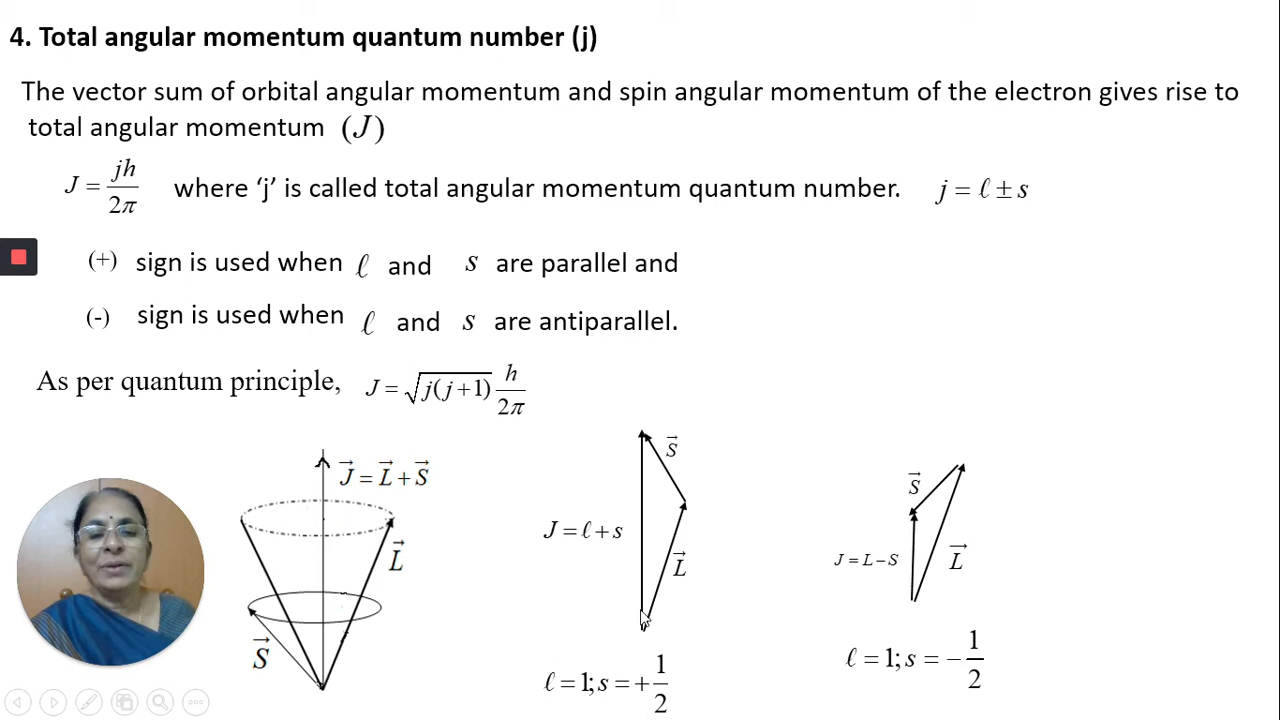 4. Total angular momentum quantum number (j)
The vector sum of orbital angular momentum and spin angular momentum of the electron gives rise to
total angular momentum (J)
J = jh/2π where ‘j’ is called total angular momentum quantum number. j = ℓ ± s
(+) sign is used when ℓ and s are parallel and
(-) sign is used when ℓ and s are antiparallel.
As per quantum principle, J = √j(j+1) h/2π
J⃗ = L⃗ + S⃗
L⃗
S⃗
S⃗
J = ℓ + s
L⃗
ℓ = 1; s = + 1/2
S⃗
J = L − S
L⃗
ℓ = 1; s = − 1/2